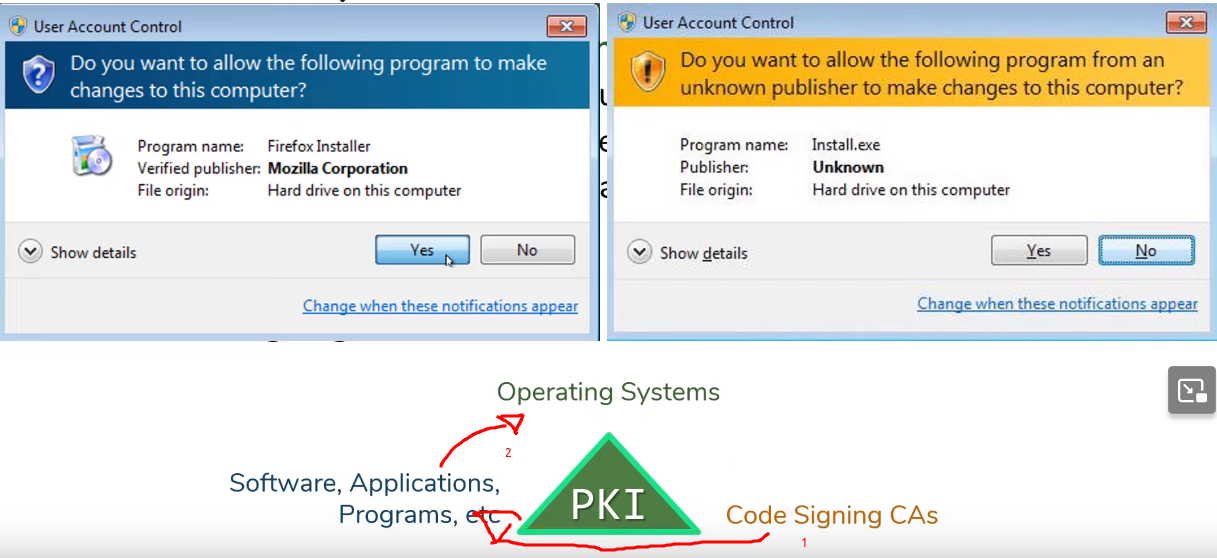 User Account Control
Do you want to allow the following program to make
changes to this computer?
Program name: Firefox Installer
Verified publisher: Mozilla Corporation
File origin: Hard drive on this computer
Show details
Yes
No
Change when these notifications appear
User Account Control
Do you want to allow the following program from an
unknown publisher to make changes to this computer?
Program name: Install.exe
Publisher: Unknown
File origin: Hard drive on this computer
Show details
Yes
No
Change when these notifications appear
Operating Systems
2
Software, Applications,
Programs, etc
PKI
Code Signing CAs
1